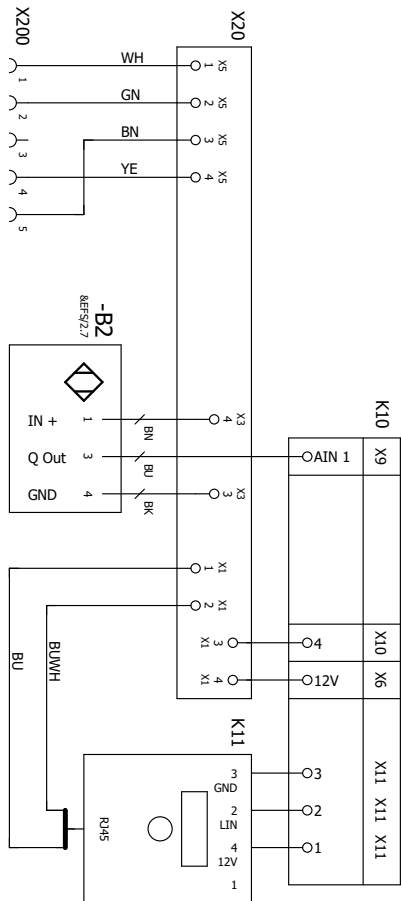 X200
X20
K10
WH
GN
BN
YE
1
2
3
4
5
1 X5
2 X5
3 X5
4 X5
-B2
&EFS/2.7
IN +
Q Out
GND
1
3
4
BN
BU
BK
4 X3
3 X3
AIN 1
X9
1 X1
2 X1
X1 3
X1 4
4
X10
12V
X6
BUWH
BU
K11
RJ45
3
GND
2
LIN
4
12V
1
3
2
1
X11
X11
X11